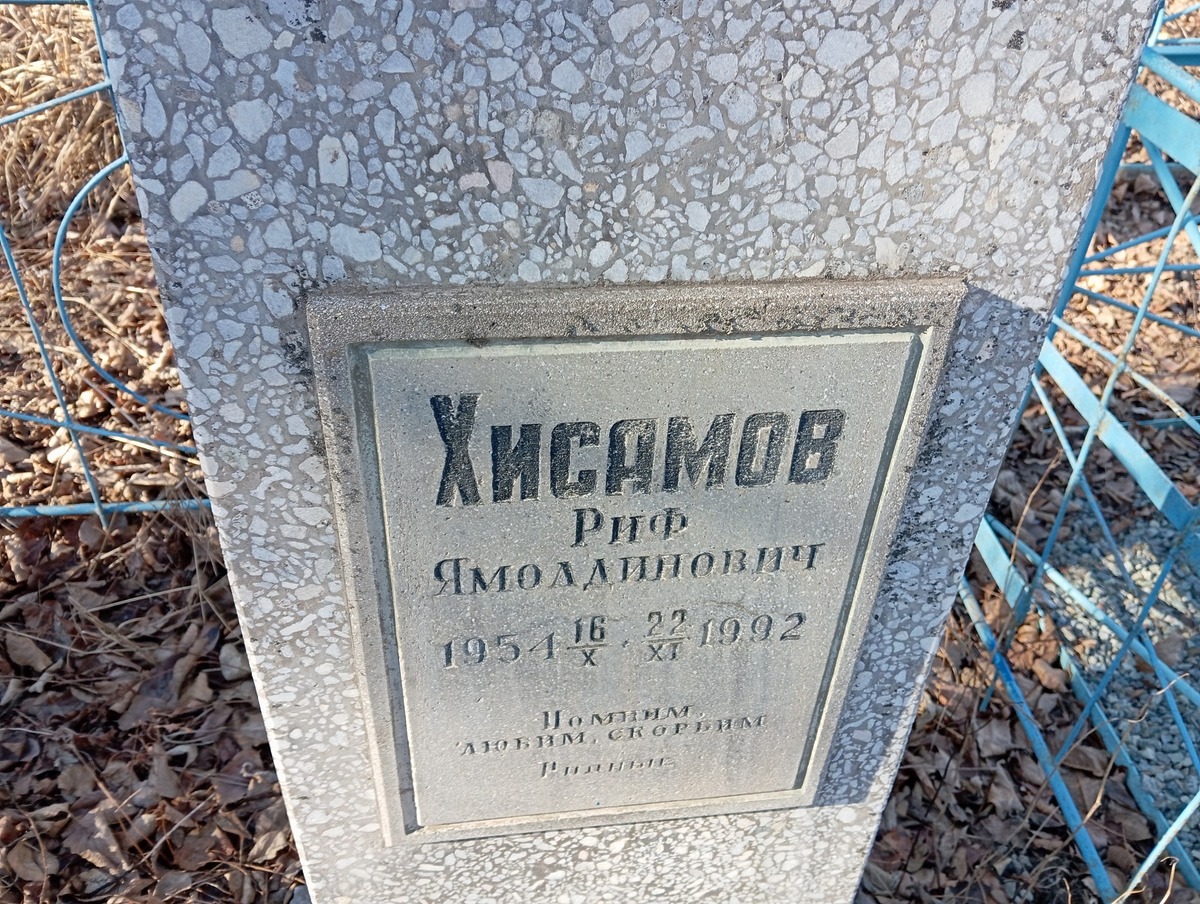 Хисамов
Риф
Ямолдинович
1954 16/X · 22/XI 1992
Помним,
любим, скорбим
Родные.